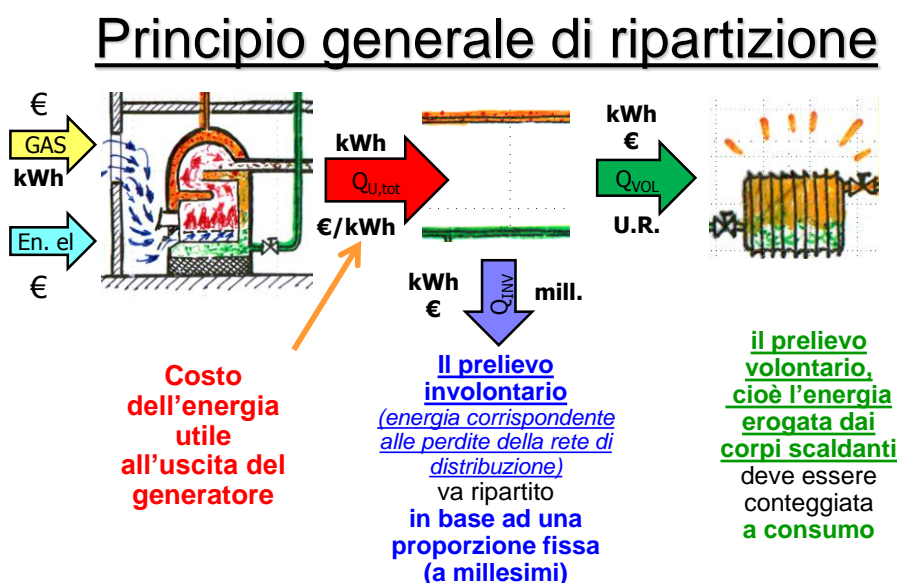 Principio generale di ripartizione
€
GAS
kWh
En. el
€
kWh
QU,tot
€/kWh
kWh
€
QVOL
U.R.
kWh
€
QINV
mill.
Costo
dell'energia
utile
all'uscita del
generatore
Il prelievo
involontario
(energia corrispondente
alle perdite della rete di
distribuzione)
va ripartito
in base ad una
proporzione fissa
(a millesimi)
il prelievo
volontario,
cioè l'energia
erogata dai
corpi scaldanti
deve essere
conteggiata
a consumo